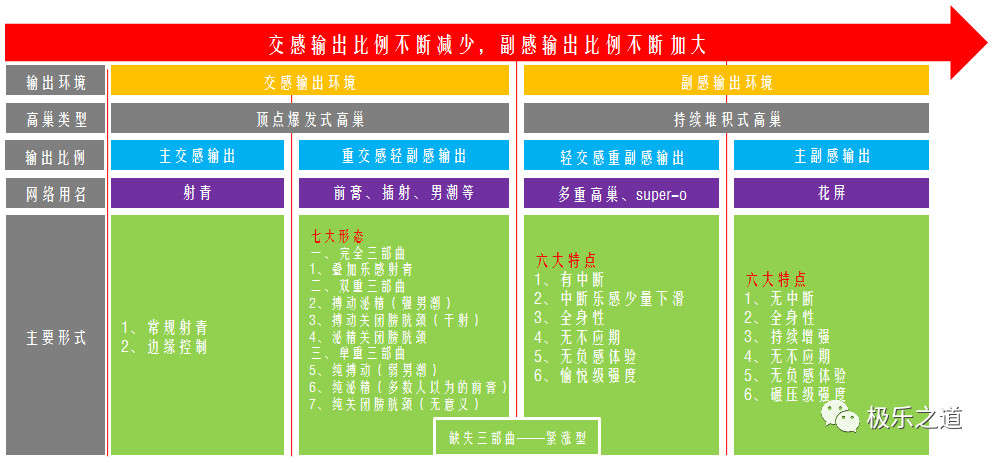 交感输出比例不断减少，副感输出比例不断加大
输出环境
交感输出环境
副感输出环境
高巢类型
顶点爆发式高巢
持续堆积式高巢
输出比例
主交感输出
重交感轻副感输出
轻交感重副感输出
主副感输出
网络用名
射青
前膏、插射、男潮等
多重高巢、super-o
花屏
主要形式
1、常规射青
2、边缘控制
七大形态
一、完全三部曲
1、叠加乐感射青
二、双重三部曲
2、搏动泌精（强男潮）
3、搏动关闭膀胱颈（干射）
4、泌精关闭膀胱颈
三、单重三部曲
5、纯搏动（弱男潮）
6、纯泌精（多数人以为的前膏）
7、纯关闭膀胱颈（无意义）
六大特点
1、有中断
2、中断乐感少量下滑
3、全身性
4、无不应期
5、无负感体验
6、愉悦级强度
六大特点
1、无中断
2、全身性
3、持续增强
4、无不应期
5、无负感体验
6、碾压级强度
缺失三部曲——紧涨型
极乐之道